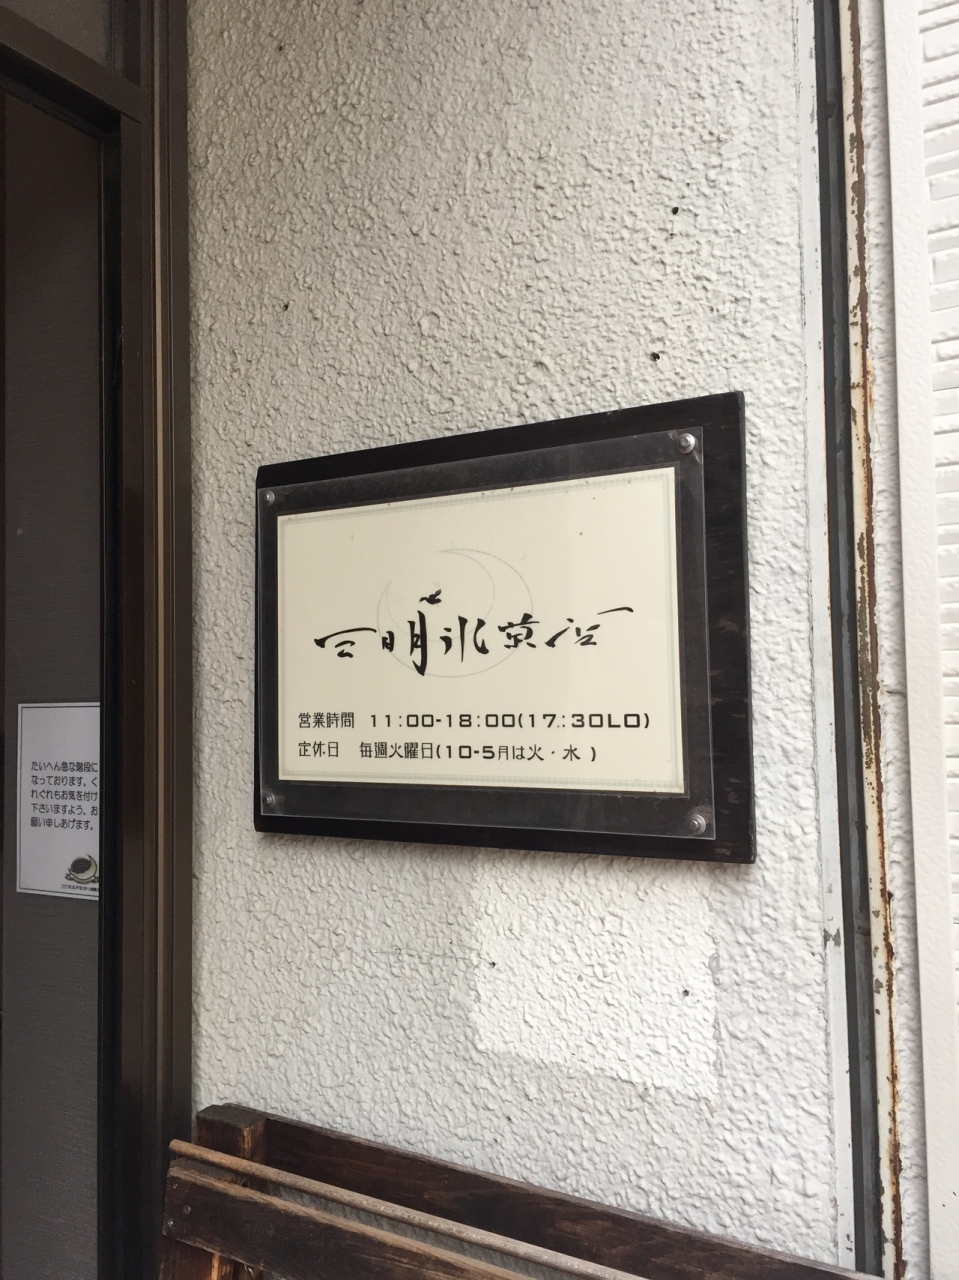 三日月氷菓店
営業時間 11:00-18:00(17:30LO)
定休日 毎週火曜日(10-5月は火・水)
たいへん急な階段に
なっております。く
れぐれもお気を付け
下さいますよう、お
願い申しあげます。